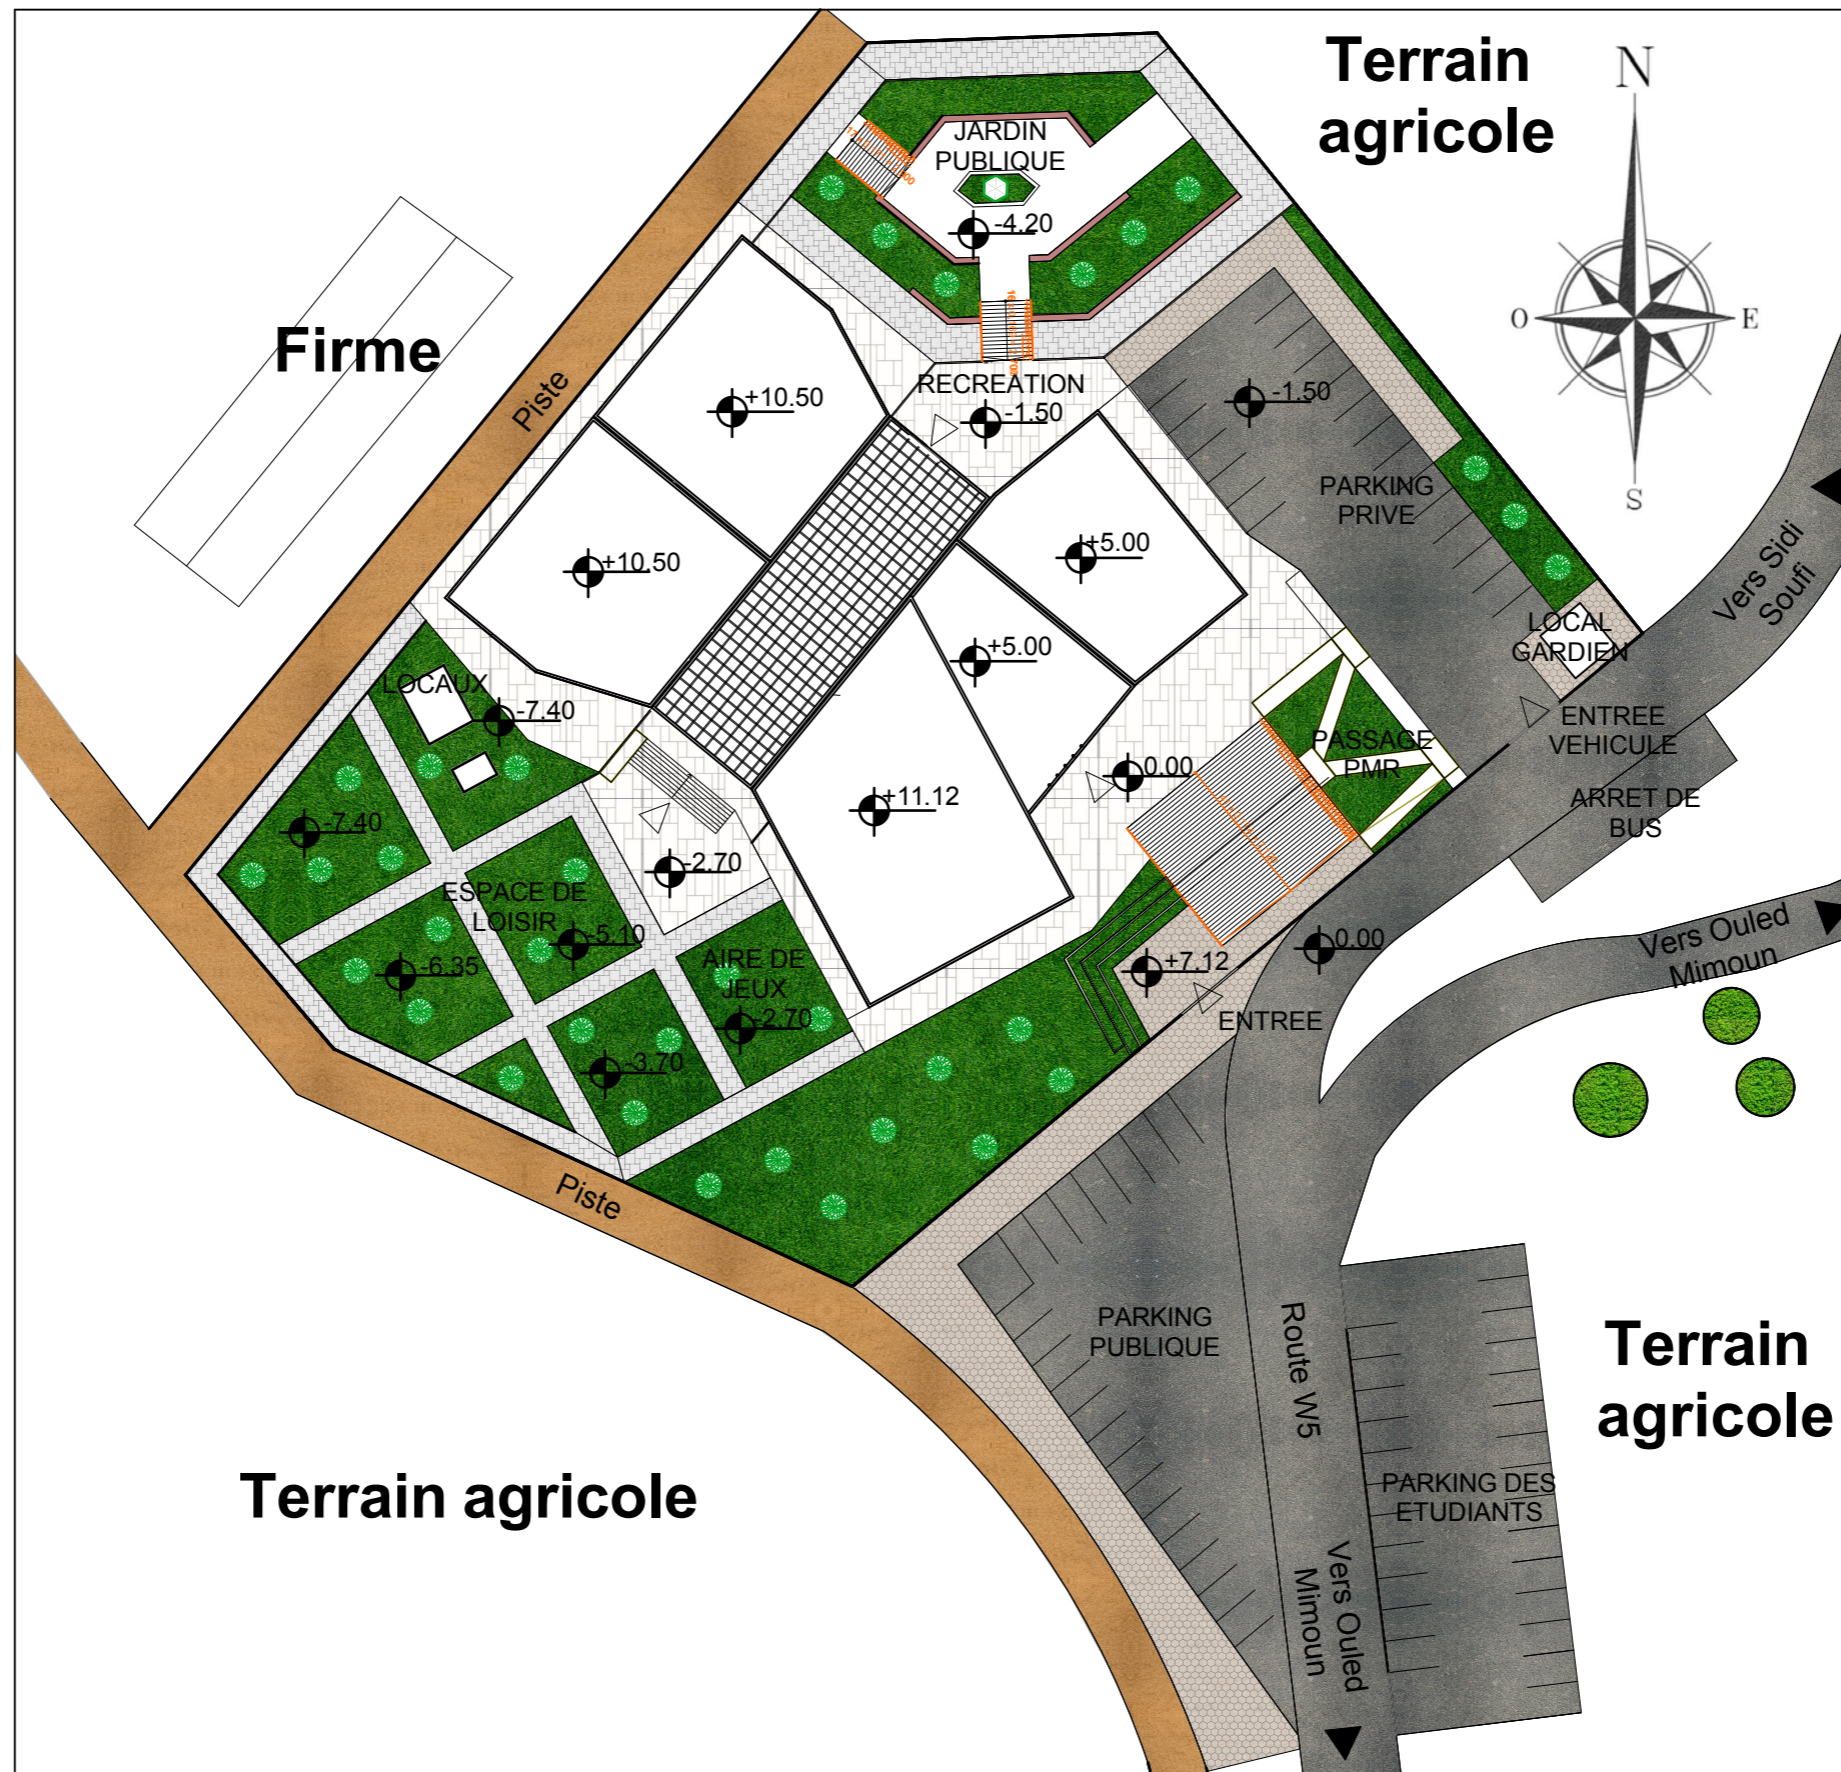 Terrain
agricole
N
O
E
S
JARDIN
PUBLIQUE
-4.20
Firme
Piste
RECREATION
-1.50
+10.50
-1.50
PARKING
PRIVE
+10.50
+5.00
+5.00
Vers Sidi
Soufi
LOCAL
GARDIEN
LOCAUX
-7.40
ENTREE
VEHICULE
PASSAGE
PMR
0.00
+11.12
ARRET DE
BUS
-7.40
-2.70
ESPACE DE
LOISIR
-5.10
-6.35
AIRE DE
JEUX
-2.70
-3.70
0.00
+7.12
ENTREE
Vers Ouled
Mimoun
Piste
PARKING
PUBLIQUE
Route W5
Terrain
agricole
PARKING DES
ETUDIANTS
Terrain agricole
Vers Ouled
Mimoun